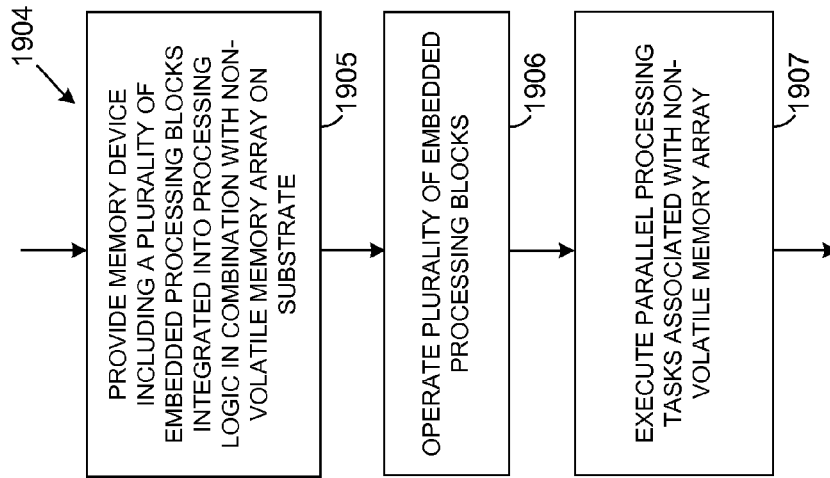 1904
PROVIDE MEMORY DEVICE
INCLUDING A PLURALITY OF
EMBEDDED PROCESSING BLOCKS
INTEGRATED INTO PROCESSING
LOGIC IN COMBINATION WITH NON-
VOLATILE MEMORY ARRAY ON
SUBSTRATE
1905
OPERATE PLURALITY OF EMBEDDED
PROCESSING BLOCKS
1906
EXECUTE PARALLEL PROCESSING
TASKS ASSOCIATED WITH NON-
VOLATILE MEMORY ARRAY
1907